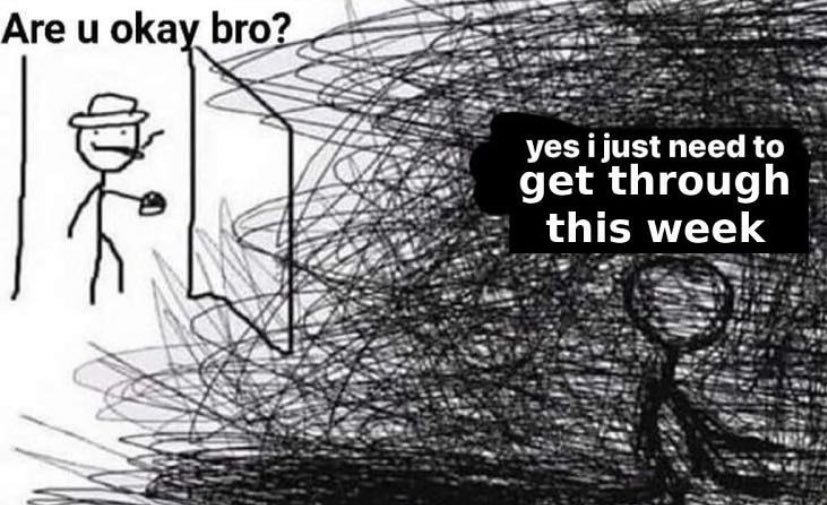 Are u okay bro?
yes i just need to
get through
this week